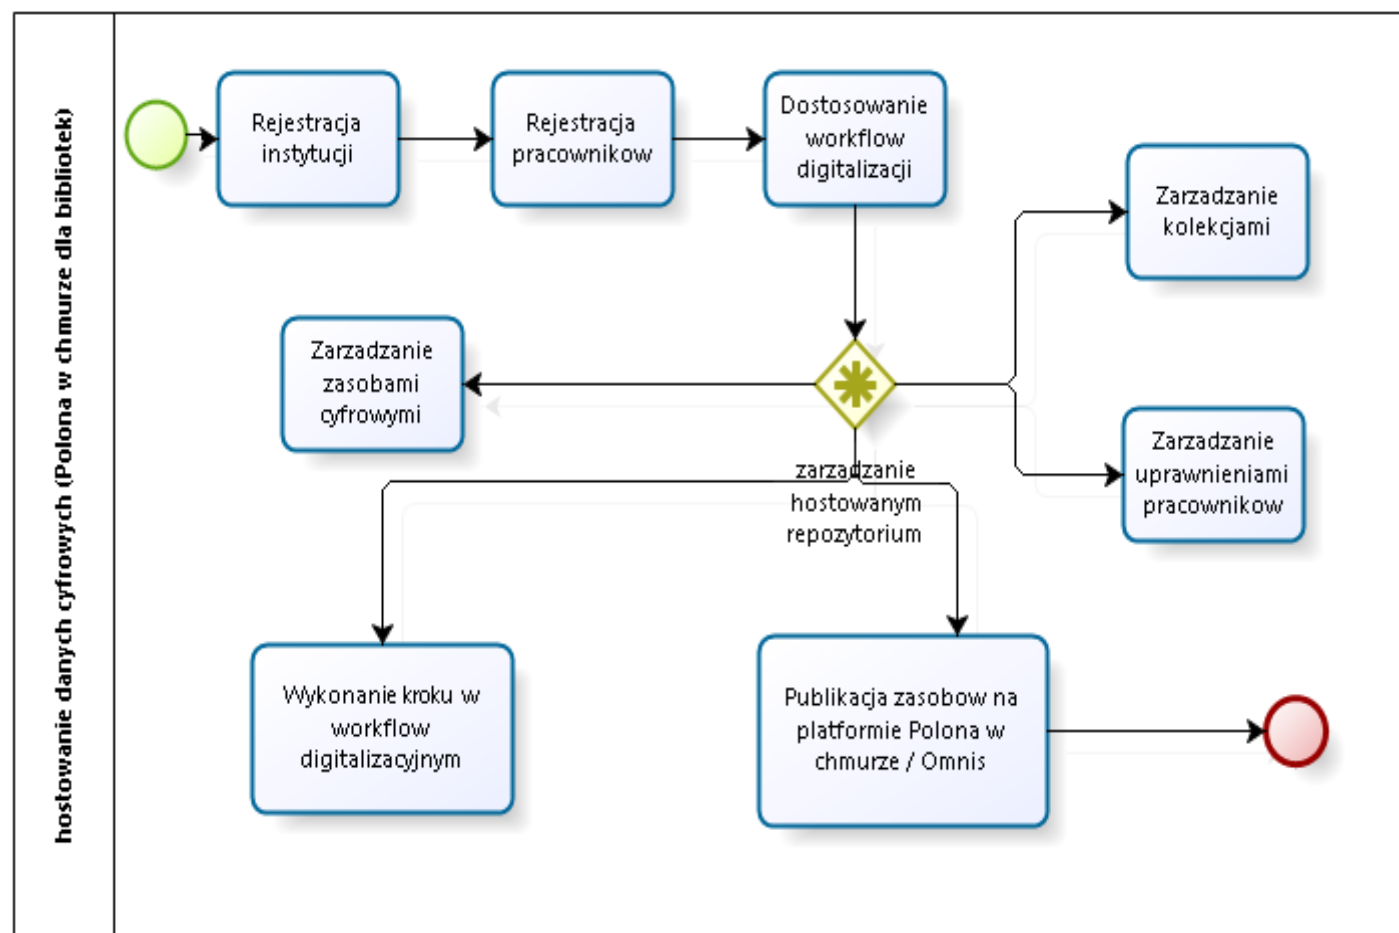 hostowanie danych cyfrowych (Polona w chmurze dla bibliotek)
Rejestracja
instytucji
Rejestracja
pracownikow
Dostosowanie
workflow
digitalizacji
Zarzadzanie
kolekcjami
Zarzadzanie
zasobami
cyfrowymi
Zarzadzanie
uprawnieniami
pracownikow
zarzadzanie
hostowanym
repozytorium
Wykonanie kroku w
workflow
digitalizacyjnym
Publikacja zasobow na
platformie Polona w
chmurze / Omnis